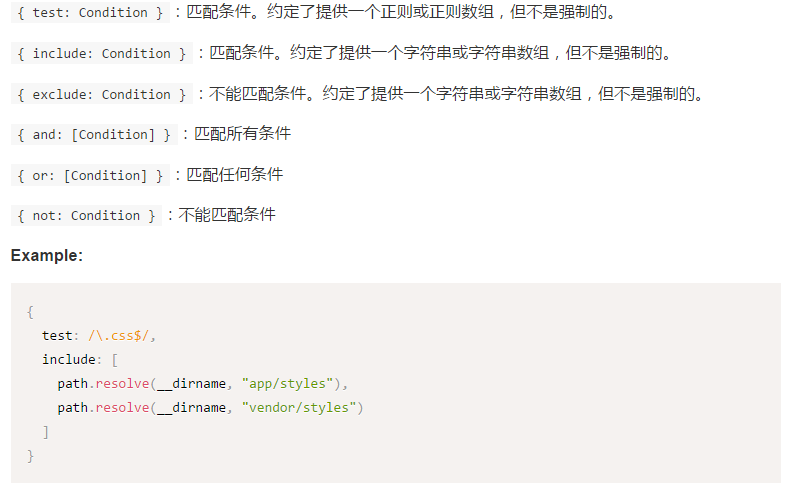 { test: Condition } ：匹配条件。约定了提供一个正则或正则数组，但不是强制的。
{ include: Condition } ：匹配条件。约定了提供一个字符串或字符串数组，但不是强制的。
{ exclude: Condition } ：不能匹配条件。约定了提供一个字符串或字符串数组，但不是强制的。
{ and: [Condition] } ：匹配所有条件
{ or: [Condition] } ：匹配任何条件
{ not: Condition } ：不能匹配条件
Example:
{
  test: /\.css$/,
  include: [
    path.resolve(__dirname, "app/styles"),
    path.resolve(__dirname, "vendor/styles")
  ]
}